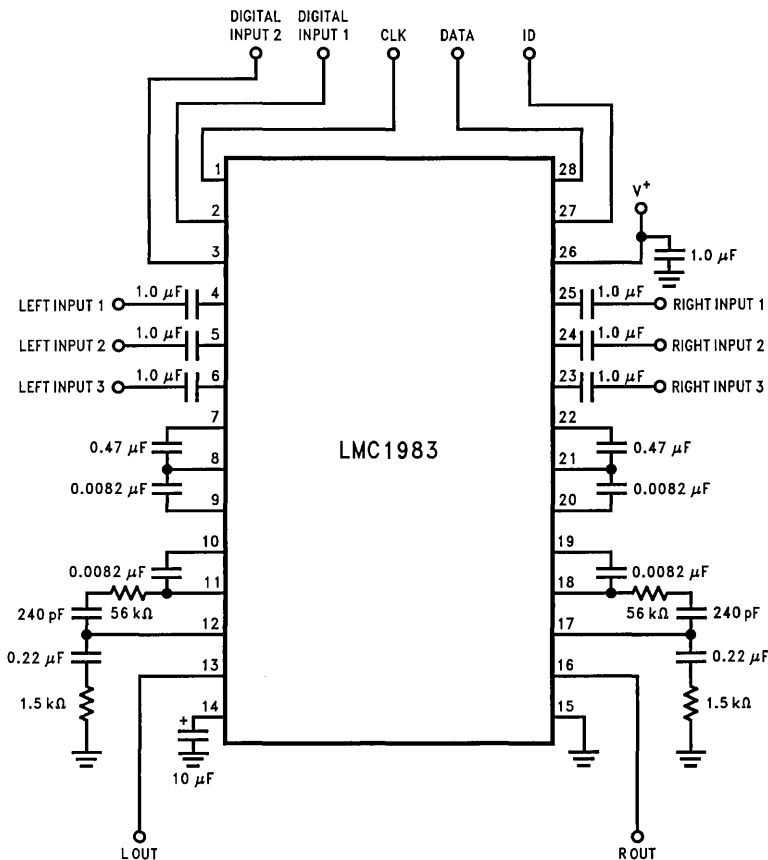 DIGITAL
INPUT 2
DIGITAL
INPUT 1
CLK
DATA
ID
1
28
V+
2
27
3
26
1.0 µF
LEFT INPUT 1
1.0 µF
4
25
1.0 µF
RIGHT INPUT 1
LEFT INPUT 2
1.0 µF
5
24
1.0 µF
RIGHT INPUT 2
LEFT INPUT 3
1.0 µF
6
23
1.0 µF
RIGHT INPUT 3
7
22
0.47 µF
LMC1983
0.47 µF
8
21
0.0082 µF
0.0082 µF
9
20
10
19
0.0082 µF
0.0082 µF
11
18
56 kΩ
56 kΩ
240 pF
240 pF
12
17
0.22 µF
0.22 µF
13
16
1.5 kΩ
1.5 kΩ
14
15
+
10 µF
LOUT
ROUT